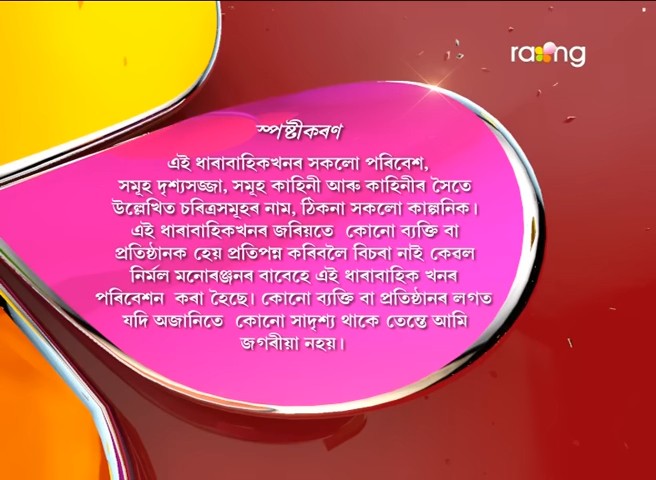 rang
স্পষ্টীকৰণ
এই ধাৰাবাহিকখনৰ সকলো পৰিবেশ,
সমূহ দৃশ্যসজ্জা, সমূহ কাহিনী আৰু কাহিনীৰ সৈতে
উল্লেখিত চৰিত্ৰসমূহৰ নাম, ঠিকনা সকলো কাল্পনিক।
এই ধাৰাবাহিকখনৰ জৰিয়তে কোনো ব্যক্তি বা
প্ৰতিষ্ঠানক হেয় প্ৰতিপন্ন কৰিবলৈ বিচৰা নাই কেৱল
নিৰ্মল মনোৰঞ্জনৰ বাবেহে এই ধাৰাবাহিক খনৰ
পৰিবেশন কৰা হৈছে। কোনো ব্যক্তি বা প্ৰতিষ্ঠানৰ লগত
যদি অজানিতে কোনো সাদৃশ্য থাকে তেন্তে আমি
জগৰীয়া নহয়।